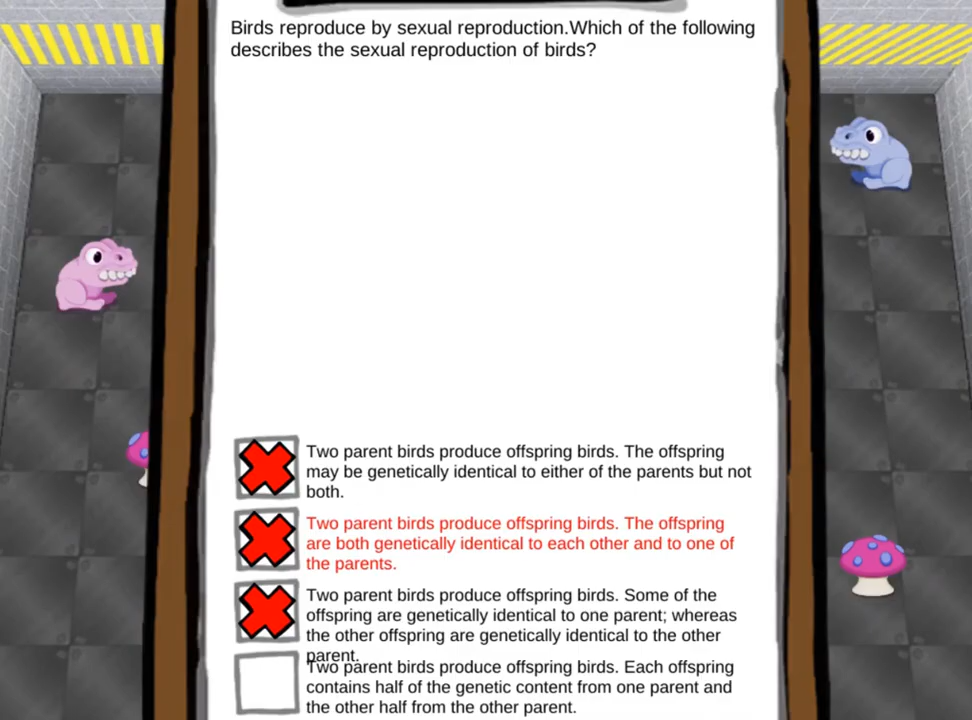 Birds reproduce by sexual reproduction.Which of the following
describes the sexual reproduction of birds?
Two parent birds produce offspring birds. The offspring
may be genetically identical to either of the parents but not
both.
Two parent birds produce offspring birds. The offspring
are both genetically identical to each other and to one of
the parents.
Two parent birds produce offspring birds. Some of the
offspring are genetically identical to one parent; whereas
the other offspring are genetically identical to the other
parent.
Two parent birds produce offspring birds. Each offspring
contains half of the genetic content from one parent and
the other half from the other parent.